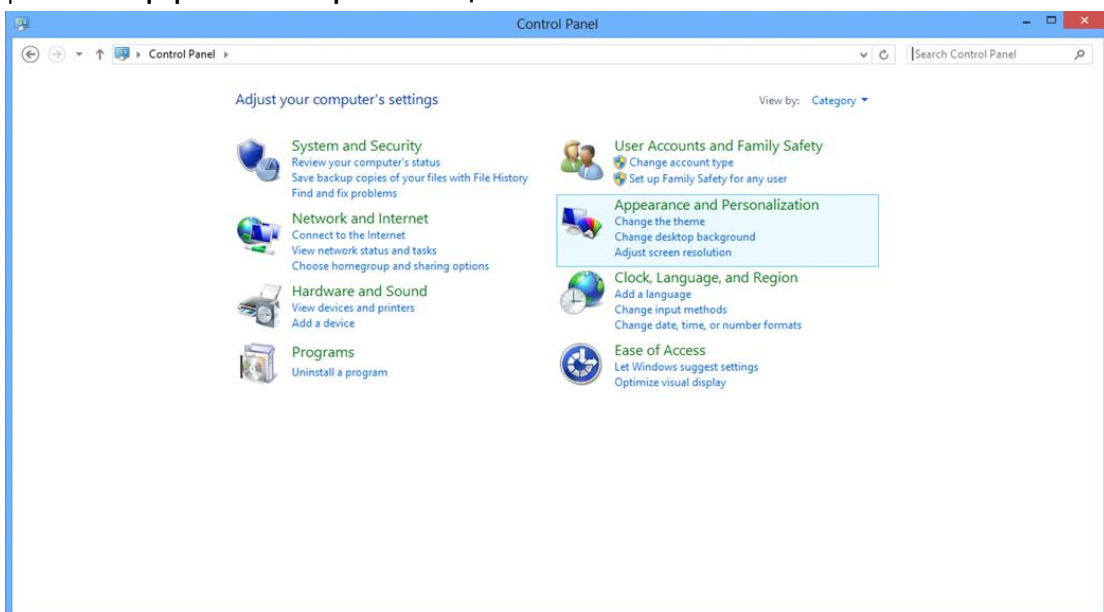 Control Panel
Control Panel
Search Control Panel
Adjust your computer's settings
View by: Category
System and Security
Review your computer's status
Save backup copies of your files with File History
Find and fix problems
Network and Internet
Connect to the Internet
View network status and tasks
Choose homegroup and sharing options
Hardware and Sound
View devices and printers
Add a device
Programs
Uninstall a program
User Accounts and Family Safety
Change account type
Set up Family Safety for any user
Appearance and Personalization
Change the theme
Change desktop background
Adjust screen resolution
Clock, Language, and Region
Add a language
Change input methods
Change date, time, or number formats
Ease of Access
Let Windows suggest settings
Optimize visual display